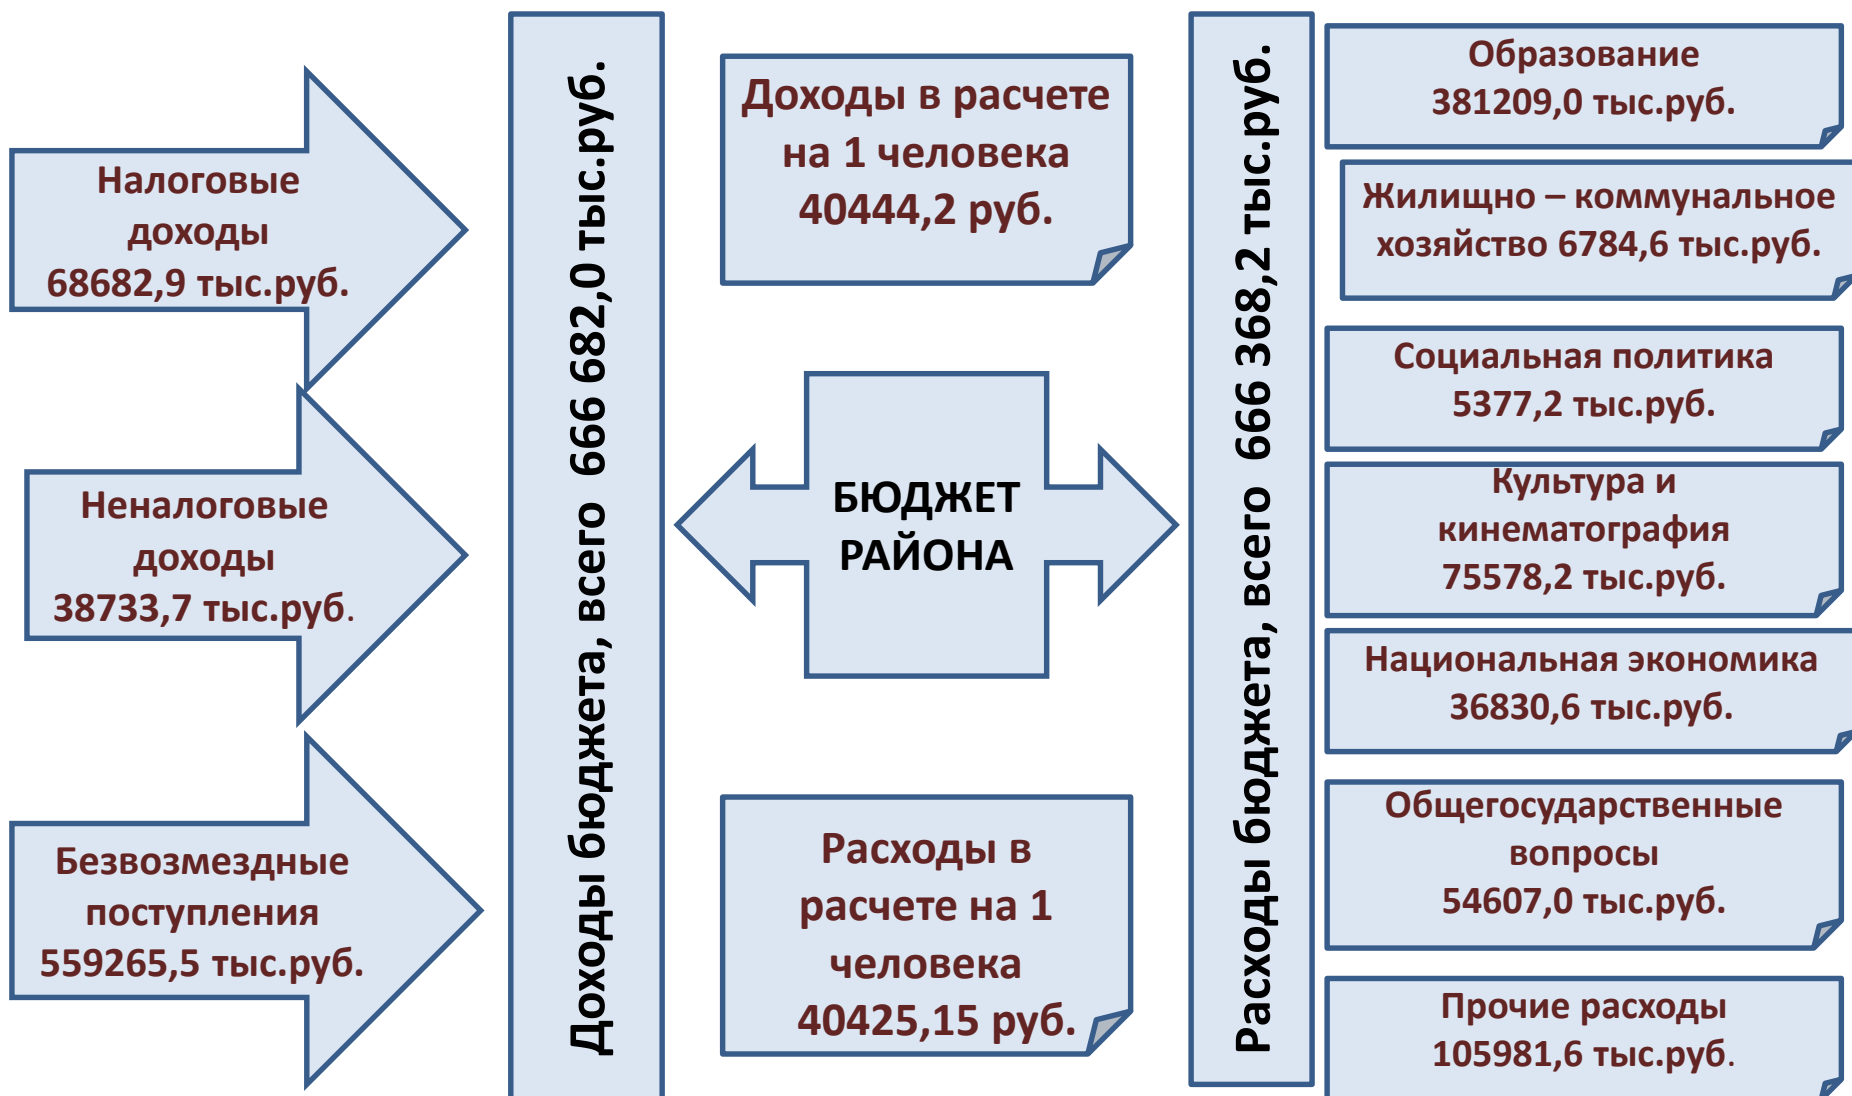 Налоговые
доходы
68682,9 тыс.руб.
Неналоговые
доходы
38733,7 тыс.руб.
Безвозмездные
поступления
559265,5 тыс.руб.
Доходы бюджета, всего 666 682,0 тыс.руб.
Доходы в расчете
на 1 человека
40444,2 руб.
БЮДЖЕТ
РАЙОНА
Расходы в
расчете на 1
человека
40425,15 руб.
Расходы бюджета, всего 666 368,2 тыс.руб.
Образование
381209,0 тыс.руб.
Жилищно – коммунальное
хозяйство 6784,6 тыс.руб.
Социальная политика
5377,2 тыс.руб.
Культура и
кинематография
75578,2 тыс.руб.
Национальная экономика
36830,6 тыс.руб.
Общегосударственные
вопросы
54607,0 тыс.руб.
Прочие расходы
105981,6 тыс.руб.